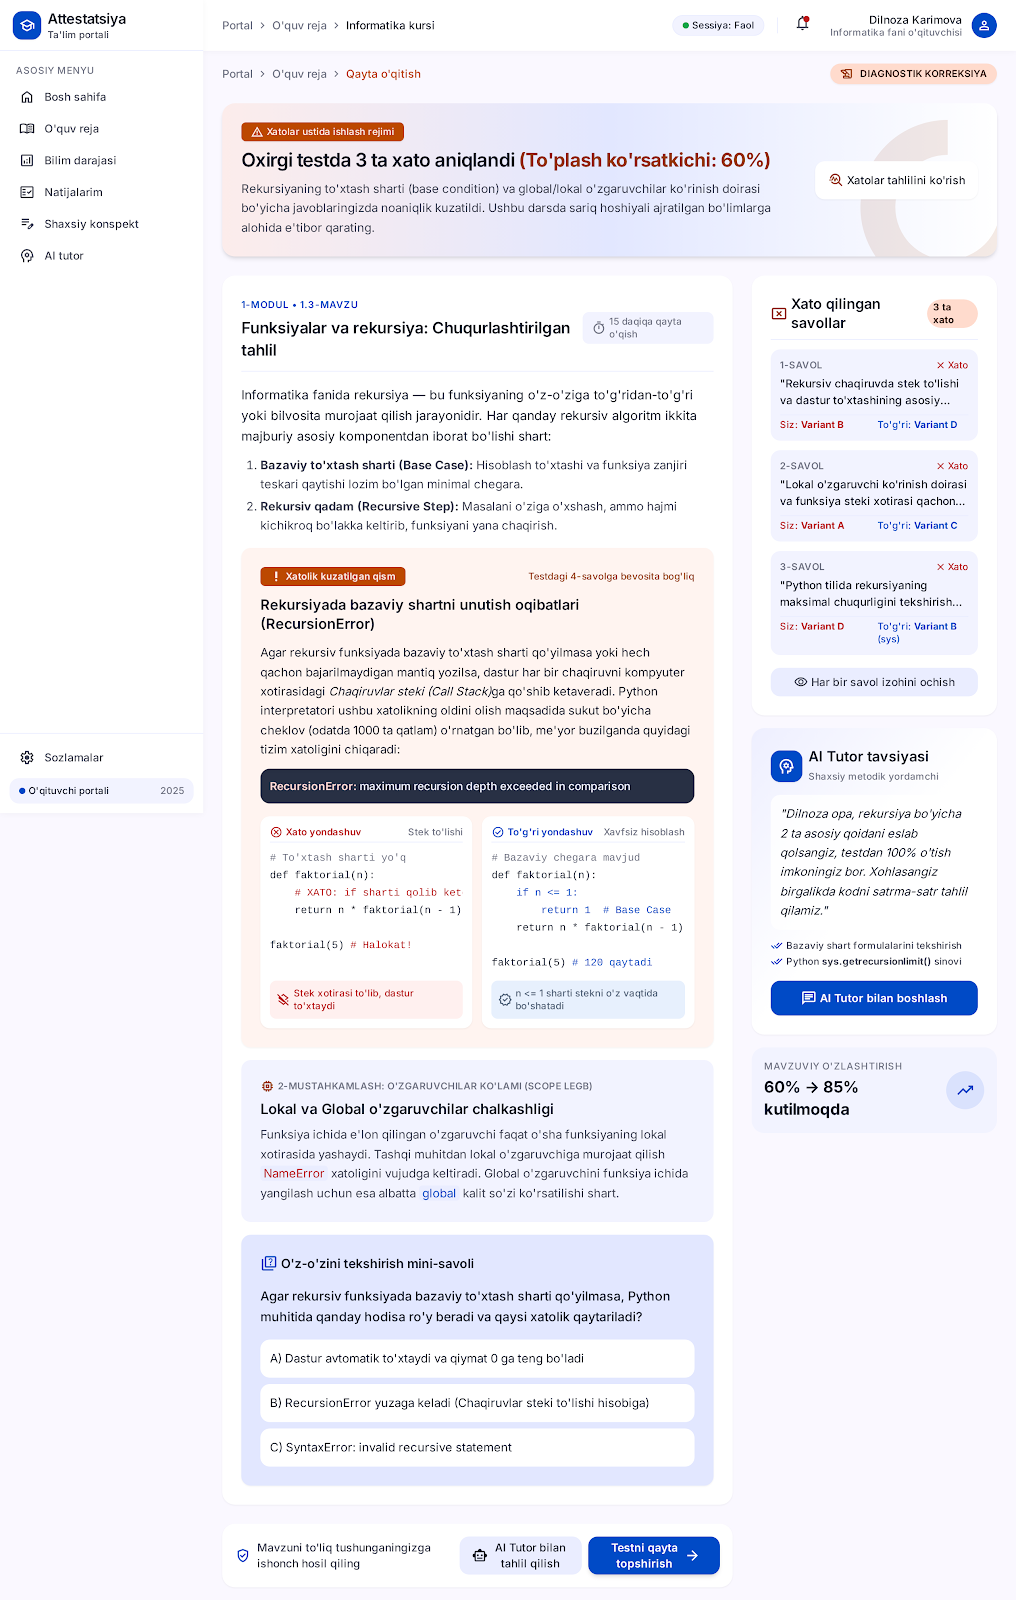 Attestatsiya
Ta'lim portali
ASOSIY MENYU
Bosh sahifa
O'quv reja
Bilim darajasi
Natijalarim
Shaxsiy konspekt
AI tutor
Sozlamalar
O'qituvchi portali 2025
Portal > O'quv reja > Informatika kursi
Sessiya: Faol
Dilnoza Karimova
Informatika fani o'qituvchisi
Portal > O'quv reja > Qayta o'qitish
DIAGNOSTIK KORREKSIYA
Xatolar ustida ishlash rejimi
Oxirgi testda 3 ta xato aniqlandi (To'plash ko'rsatkichi: 60%)
Rekursiyaning to'xtash sharti (base condition) va global/lokal o'zgaruvchilar ko'rinish doirasi
bo'yicha javoblaringizda noaniqlik kuzatildi. Ushbu darsda sariq hoshiyali ajratilgan bo'limlarga
alohida e'tibor qarating.
Xatolar tahlilini ko'rish
1-MODUL • 1.3-MAVZU
Funksiyalar va rekursiya: Chuqurlashtirilgan
tahlil
15 daqiqa qayta
o'qish
Informatika fanida rekursiya — bu funksiyaning o'z-o'ziga to'g'ridan-to'g'ri
yoki bilvosita murojaat qilish jarayonidir. Har qanday rekursiv algoritm ikkita
majburiy asosiy komponentdan iborat bo'lishi shart:
1. Bazaviy to'xtash sharti (Base Case): Hisoblash to'xtashi va funksiya zanjiri
teskari qaytishi lozim bo'lgan minimal chegara.
2. Rekursiv qadam (Recursive Step): Masalani o'ziga o'xshash, ammo hajmi
kichikroq bo'lakka keltirib, funksiyani yana chaqirish.
! Xatolik kuzatilgan qism
Testdagi 4-savolga bevosita bog'liq
Rekursiyada bazaviy shartni unutish oqibatlari
(RecursionError)
Agar rekursiv funksiyada bazaviy to'xtash sharti qo'yilmasa yoki hech
qachon bajarilmaydigan mantiq yozilsa, dastur har bir chaqiruvni kompyuter
xotirasidagi Chaqiruvlar steki (Call Stack)ga qo'shib ketaveradi. Python
interpretatori ushbu xatolikning oldini olish maqsadida sukut bo'yicha
cheklov (odatda 1000 ta qatlam) o'rnatgan bo'lib, me'yor buzilganda quyidagi
tizim xatoligini chiqaradi:
RecursionError: maximum recursion depth exceeded in comparison
Xato yondashuv Stek to'lishi
# To'xtash sharti yo'q
def faktorial(n):
# XATO: if sharti qolib ket
return n * faktorial(n - 1)
faktorial(5) # Halokat!
Stek xotirasi to'lib, dastur
to'xtaydi
To'g'ri yondashuv Xavfsiz hisoblash
# Bazaviy chegara mavjud
def faktorial(n):
if n <= 1:
return 1 # Base Case
return n * faktorial(n - 1)
faktorial(5) # 120 qaytadi
n <= 1 sharti stekni o'z vaqtida
bo'shatadi
2-MUSTAHKAMLASH: O'ZGARUVCHILAR KO'LAMI (SCOPE LEGB)
Lokal va Global o'zgaruvchilar chalkashligi
Funksiya ichida e'lon qilingan o'zgaruvchi faqat o'sha funksiyaning lokal
xotirasida yashaydi. Tashqi muhitdan lokal o'zgaruvchiga murojaat qilish
NameError xatoligini vujudga keltiradi. Global o'zgaruvchini funksiya ichida
yangilash uchun esa albatta global kalit so'zi ko'rsatilishi shart.
O'z-o'zini tekshirish mini-savoli
Agar rekursiv funksiyada bazaviy to'xtash sharti qo'yilmasa, Python
muhitida qanday hodisa ro'y beradi va qaysi xatolik qaytariladi?
A) Dastur avtomatik to'xtaydi va qiymat 0 ga teng bo'ladi
B) RecursionError yuzaga keladi (Chaqiruvlar steki to'lishi hisobiga)
C) SyntaxError: invalid recursive statement
Mavzuni to'liq tushunganingizga
ishonch hosil qiling
AI Tutor bilan
tahlil qilish
Testni qayta
topshirish
Xato qilingan
savollar
3 ta
xato
1-SAVOL Xato
"Rekursiv chaqiruvda stek to'lishi
va dastur to'xtashining asosiy...
Siz: Variant B To'g'ri: Variant D
2-SAVOL Xato
"Lokal o'zgaruvchi ko'rinish doirasi
va funksiya steki xotirasi qachon...
Siz: Variant A To'g'ri: Variant C
3-SAVOL Xato
"Python tilida rekursiyaning
maksimal chuqurligini tekshirish...
Siz: Variant D To'g'ri: Variant B
(sys)
Har bir savol izohini ochish
AI Tutor tavsiyasi
Shaxsiy metodik yordamchi
"Dilnoza opa, rekursiya bo'yicha
2 ta asosiy qoidani eslab
qolsangiz, testdan 100% o'tish
imkoningiz bor. Xohlasangiz
birgalikda kodni satrma-satr tahlil
qilamiz."
Bazaviy shart formulalarini tekshirish
Python sys.getrecursionlimit() sinovi
AI Tutor bilan boshlash
MAVZUVIY O'ZLASHTIRISH
60% → 85%
kutilmoqda